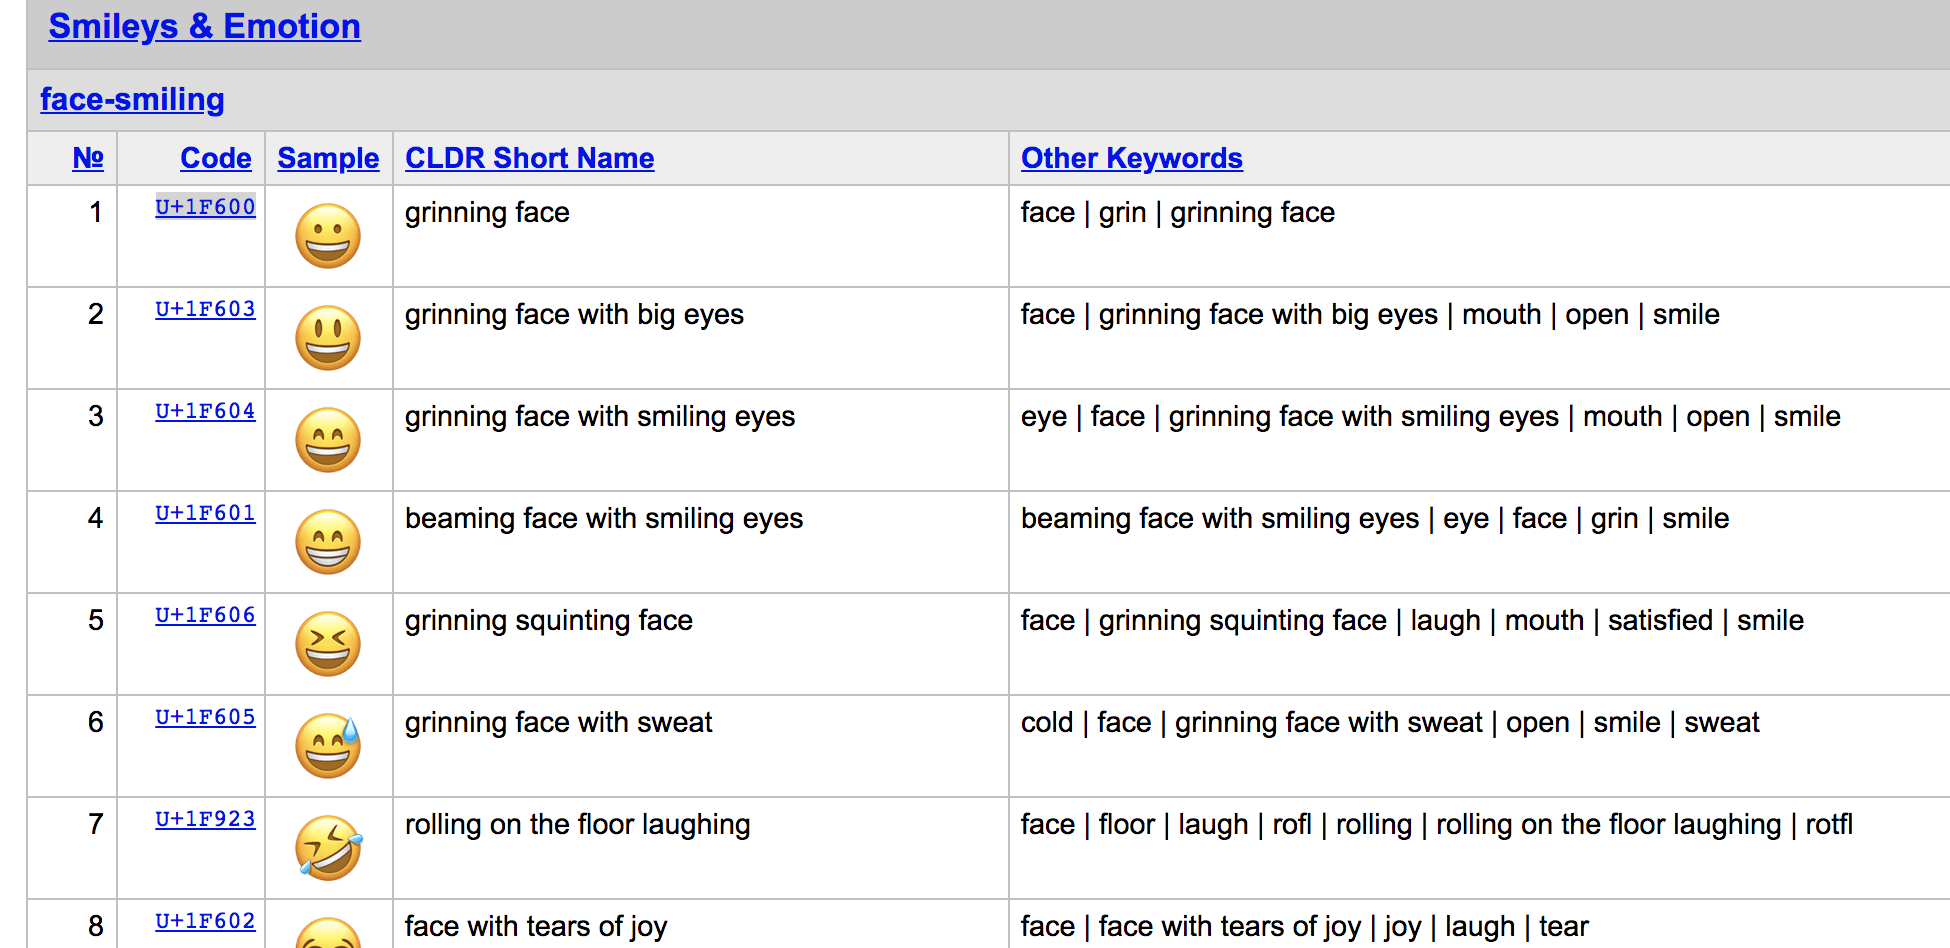 Smileys & Emotion
face-smiling
№ Code Sample CLDR Short Name Other Keywords
1 U+1F600 😀 grinning face face | grin | grinning face
2 U+1F603 😃 grinning face with big eyes face | grinning face with big eyes | mouth | open | smile
3 U+1F604 😄 grinning face with smiling eyes eye | face | grinning face with smiling eyes | mouth | open | smile
4 U+1F601 😁 beaming face with smiling eyes beaming face with smiling eyes | eye | face | grin | smile
5 U+1F606 😆 grinning squinting face face | grinning squinting face | laugh | mouth | satisfied | smile
6 U+1F605 😅 grinning face with sweat cold | face | grinning face with sweat | open | smile | sweat
7 U+1F923 🤣 rolling on the floor laughing face | floor | laugh | rofl | rolling | rolling on the floor laughing | rotfl
8 U+1F602 😂 face with tears of joy face | face with tears of joy | joy | laugh | tear